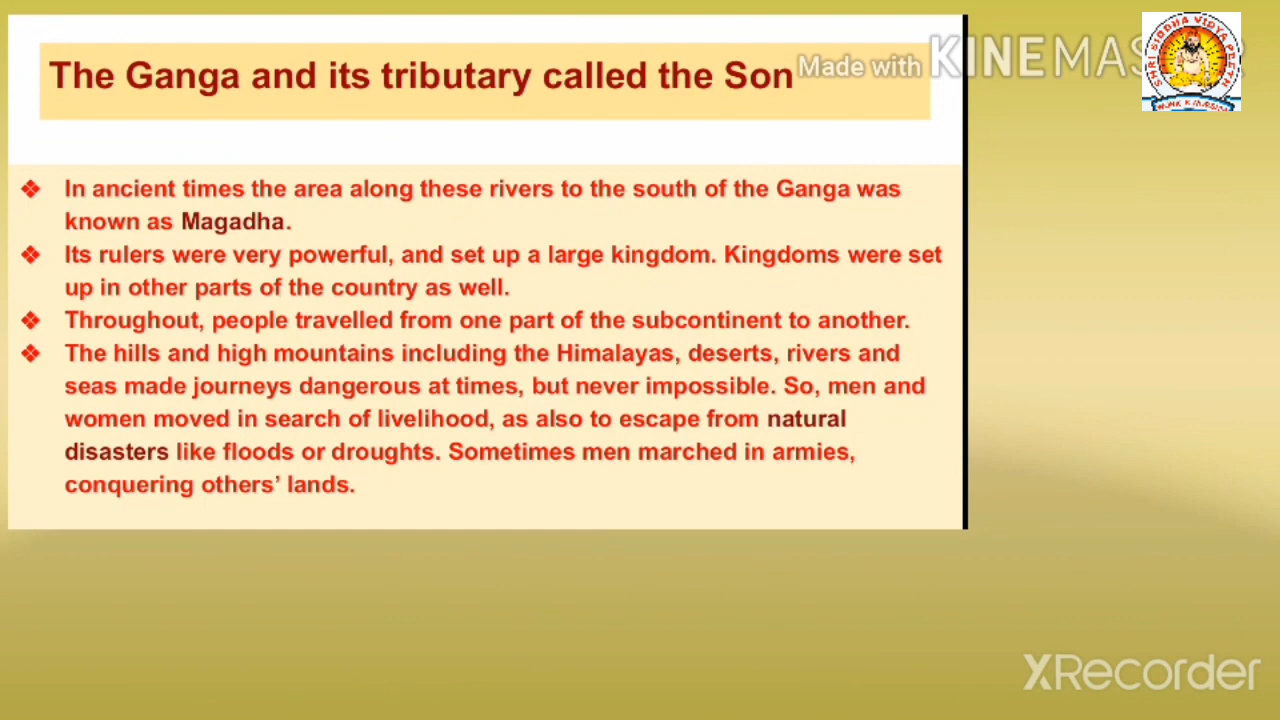 The Ganga and its tributary called the Son
Made with KINEMAS
SHRI SIDDHA VIDYA PEETH
❖ In ancient times the area along these rivers to the south of the Ganga was
known as Magadha.
❖ Its rulers were very powerful, and set up a large kingdom. Kingdoms were set
up in other parts of the country as well.
❖ Throughout, people travelled from one part of the subcontinent to another.
❖ The hills and high mountains including the Himalayas, deserts, rivers and
seas made journeys dangerous at times, but never impossible. So, men and
women moved in search of livelihood, as also to escape from natural
disasters like floods or droughts. Sometimes men marched in armies,
conquering others’ lands.
XRecorder